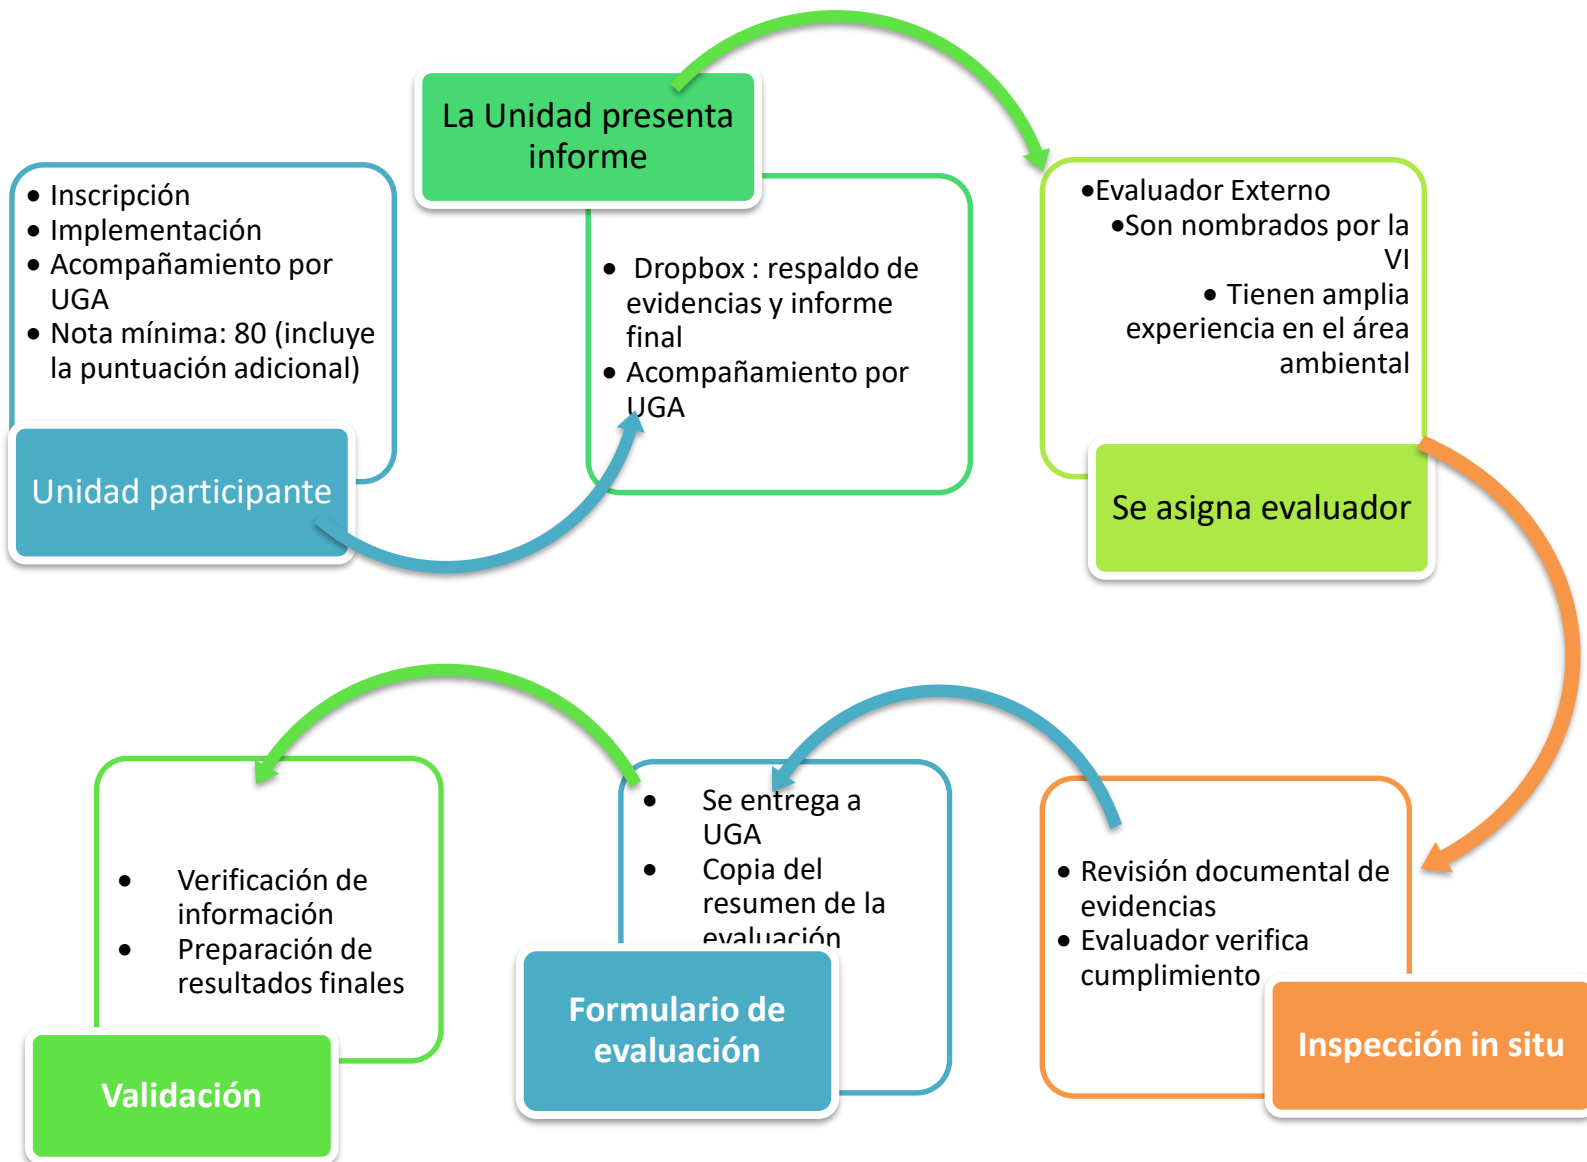 • Inscripción
• Implementación
• Acompañamiento por
UGA
• Nota mínima: 80 (incluye
la puntuación adicional)
Unidad participante
La Unidad presenta
informe
• Dropbox : respaldo de
evidencias y informe
final
• Acompañamiento por
UGA
•Evaluador Externo
•Son nombrados por la
VI
• Tienen amplia
experiencia en el área
ambiental
Se asigna evaluador
• Revisión documental de
evidencias
• Evaluador verifica
cumplimiento
Inspección in situ
• Se entrega a
UGA
• Copia del
resumen de la
evaluación
Formulario de
evaluación
• Verificación de
información
• Preparación de
resultados finales
Validación